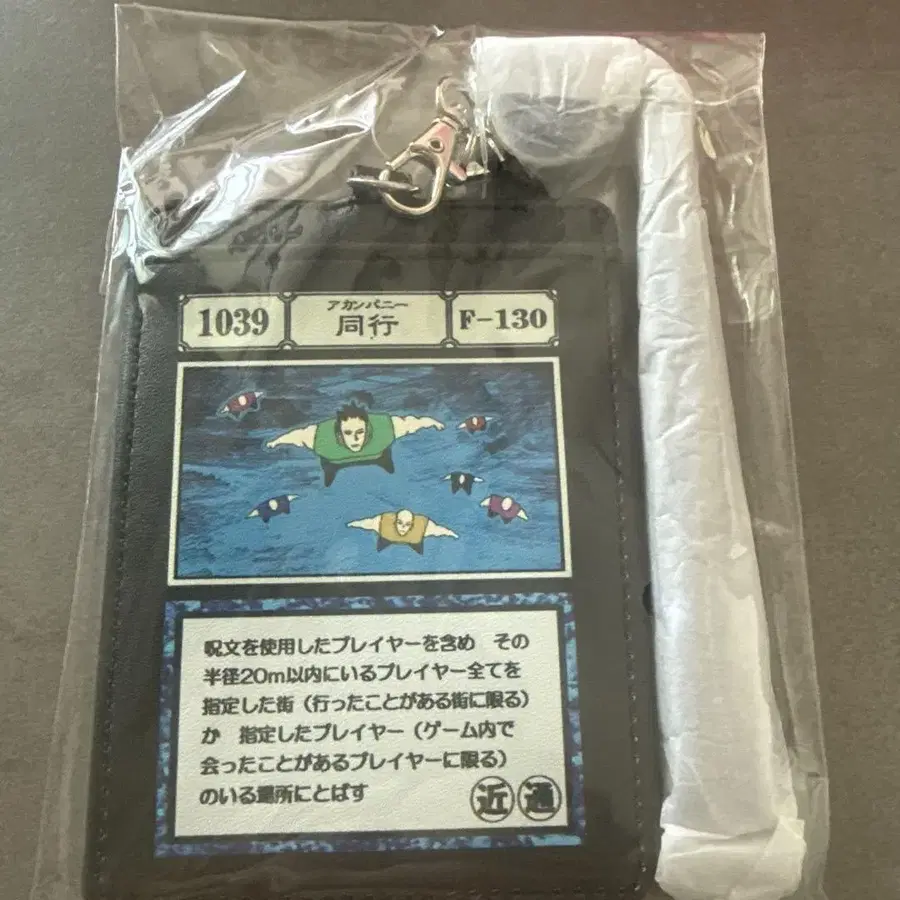 1039
アカンパニー
同行
F-130
呪文を使用したプレイヤーを含め　その
半径20m以内にいるプレイヤー全てを
指定した街（行ったことがある街に限る）
か　指定したプレイヤー（ゲーム内で
会ったことがあるプレイヤーに限る）
のいる場所にとばす
近 通